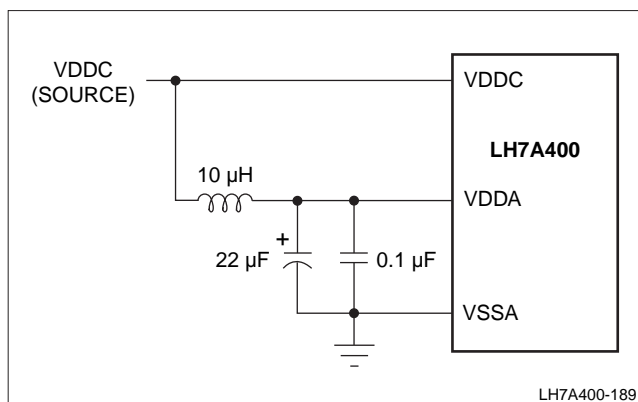 VDDC
(SOURCE)
VDDC
LH7A400
10 µH
VDDA
+
22 µF
0.1 µF
VSSA
LH7A400-189